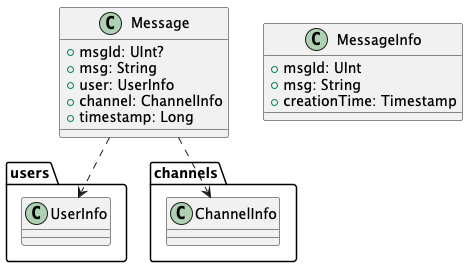 C Message
msgId: UInt?
msg: String
user: UserInfo
channel: ChannelInfo
timestamp: Long
C MessageInfo
msgId: UInt
msg: String
creationTime: Timestamp
users
C UserInfo
channels
C ChannelInfo